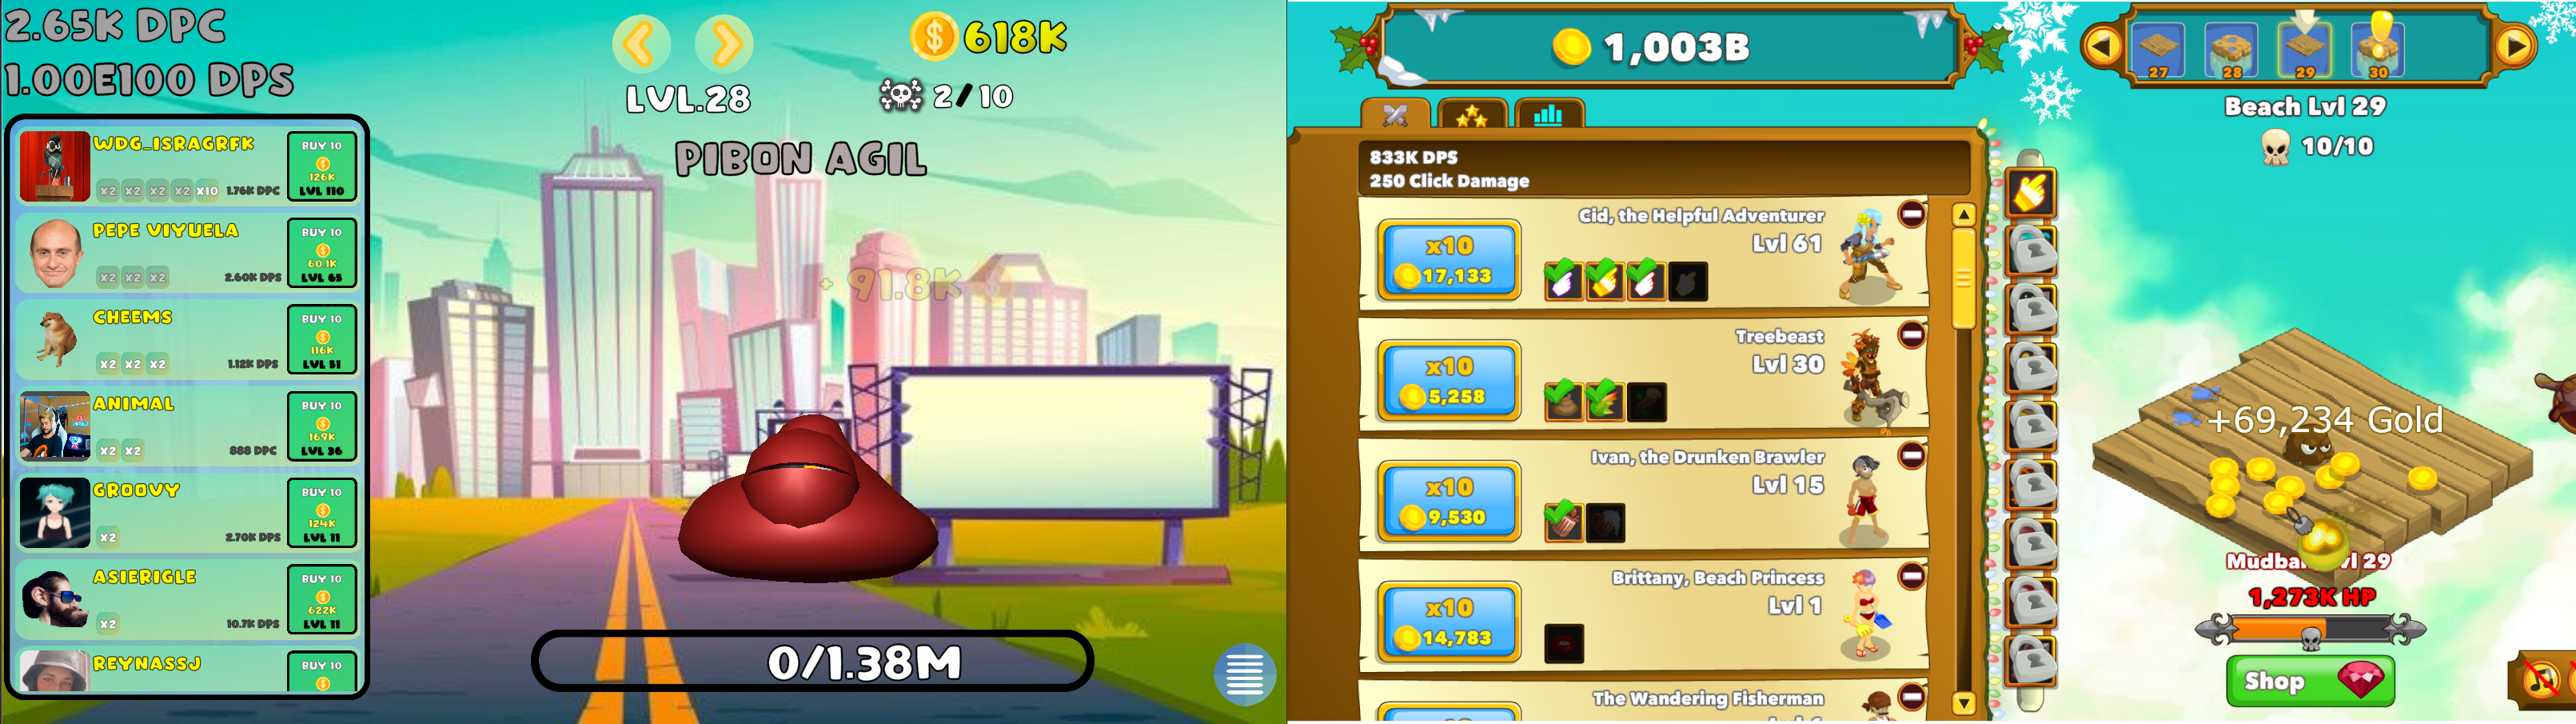 2.65K DPC
1.00E100 DPS
LVL.28
618K
2/10
PIBON AGIL
+ 91.8K
WDG_ISRAGRFK
X2 X2 X2 X2 X10
1.76K DPC
BUY 10
126K
LVL 110
PEPE VIYUELA
X2 X2 X2
2.60K DPS
BUY 10
60.1K
LVL 65
CHEEMS
X2 X2 X2
1.12K DPS
BUY 10
116K
LVL 51
ANIMAL
X2 X2
888 DPC
BUY 10
169K
LVL 36
GROOVY
X2
2.70K DPS
BUY 10
124K
LVL 11
ASIERIGLE
X2
10.7K DPS
BUY 10
622K
LVL 11
REYNASSJ
BUY 10
0/1.38M
1,003B
833K DPS
250 Click Damage
Cid, the Helpful Adventurer
Lvl 61
x10
17,133
Treebeast
Lvl 30
x10
5,258
Ivan, the Drunken Brawler
Lvl 15
x10
9,530
Brittany, Beach Princess
Lvl 1
x10
14,783
The Wandering Fisherman
27
28
29
30
Beach Lvl 29
10/10
+69,234 Gold
vl 29
1,273K HP
Shop